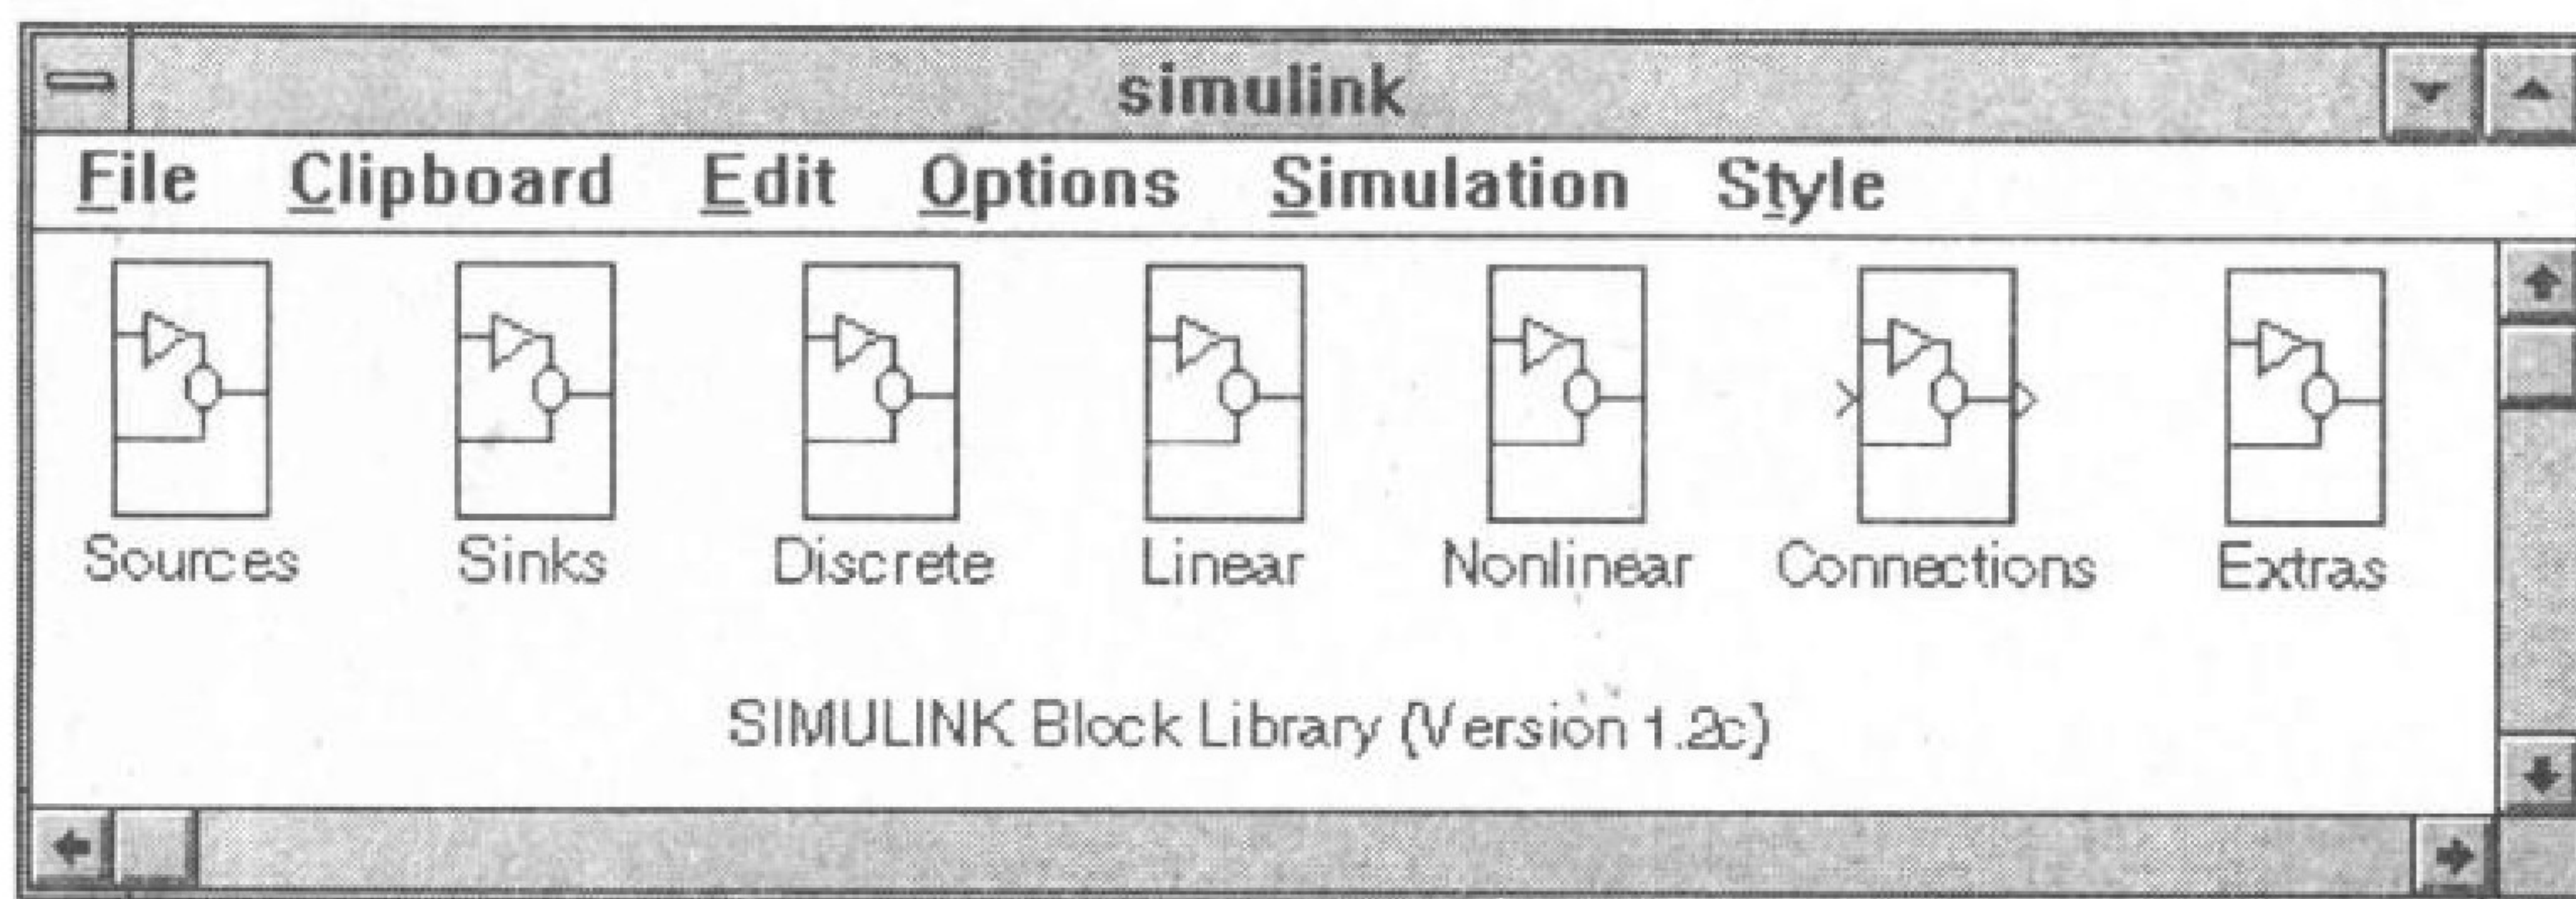 simulink
File Clipboard Edit Options Simulation Style
Sources Sinks Discrete Linear Nonlinear Connections Extras
SIMULINK Block Library (Version 1.2c)